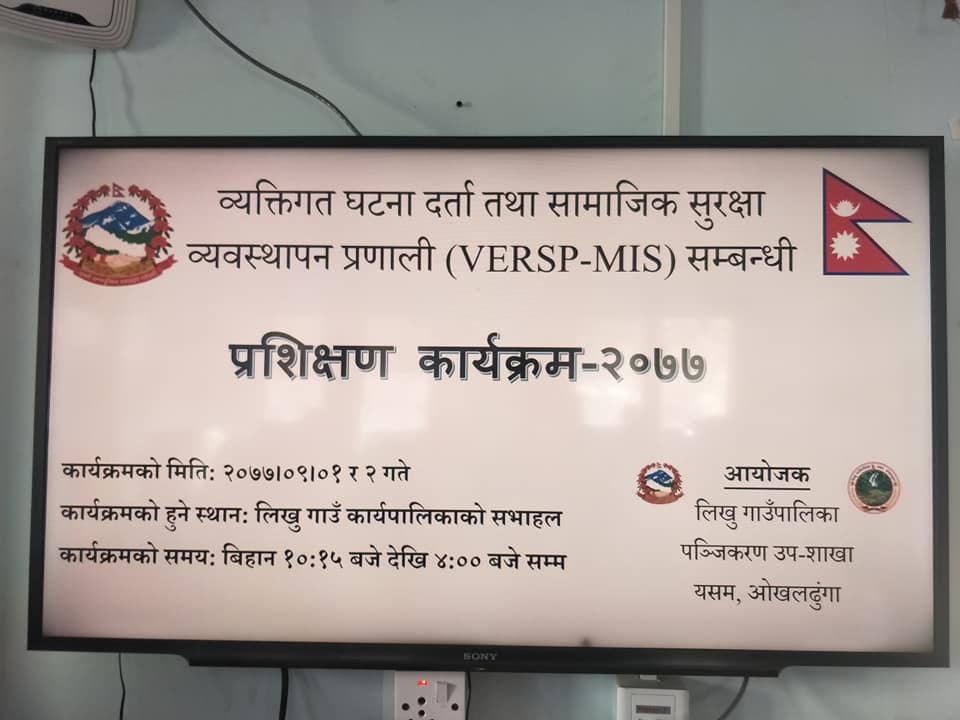 व्यक्तिगत घटना दर्ता तथा सामाजिक सुरक्षा
व्यवस्थापन प्रणाली (VERSP-MIS) सम्बन्धी
प्रशिक्षण कार्यक्रम-२०७७
कार्यक्रमको मिति: २०७७।०९।०१ र २ गते
कार्यक्रमको हुने स्थान: लिखु गाउँ कार्यपालिकाको सभाहल
कार्यक्रमको समय: बिहान १०:१५ बजे देखि ४:०० बजे सम्म
आयोजक
लिखु गाउँपालिका
पञ्जिकरण उप-शाखा
यसम, ओखलढुंगा
SONY